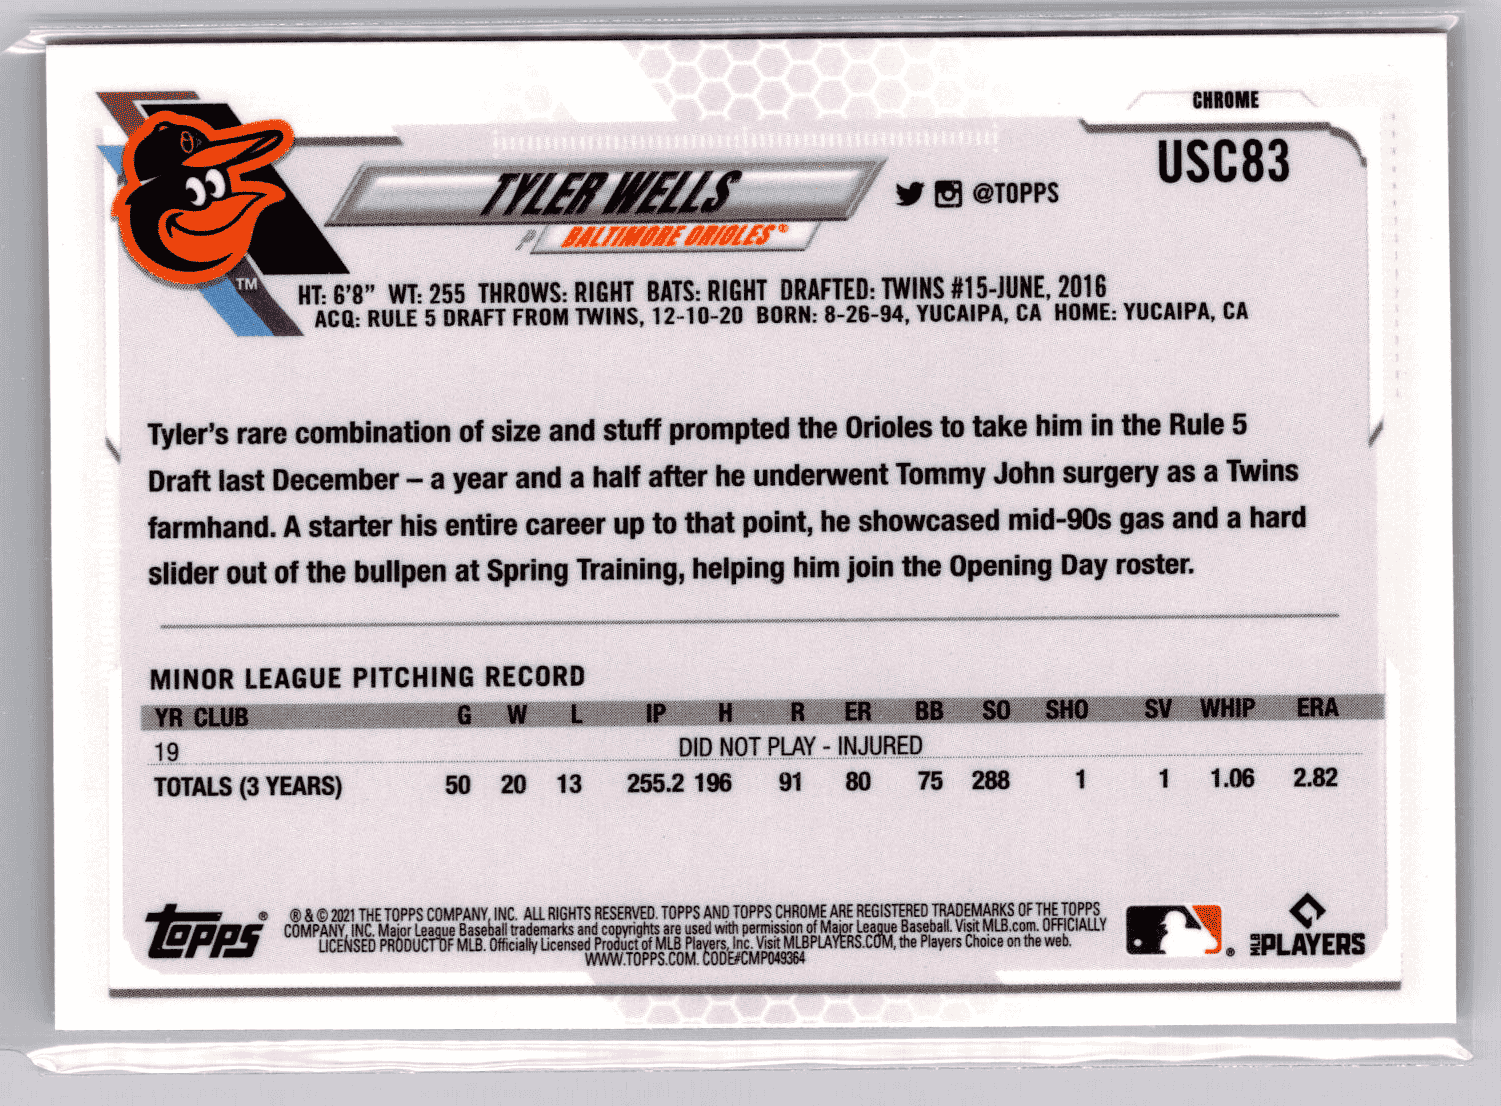 CHROME
USC83
TYLER WELLS
@TOPPS
P BALTIMORE ORIOLES®
TM
HT: 6'8" WT: 255 THROWS: RIGHT BATS: RIGHT DRAFTED: TWINS #15-JUNE, 2016
ACQ: RULE 5 DRAFT FROM TWINS, 12-10-20 BORN: 8-26-94, YUCAIPA, CA HOME: YUCAIPA, CA
Tyler's rare combination of size and stuff prompted the Orioles to take him in the Rule 5
Draft last December – a year and a half after he underwent Tommy John surgery as a Twins
farmhand. A starter his entire career up to that point, he showcased mid-90s gas and a hard
slider out of the bullpen at Spring Training, helping him join the Opening Day roster.
MINOR LEAGUE PITCHING RECORD
YR CLUB G W L IP H R ER BB SO SHO SV WHIP ERA
19 DID NOT PLAY - INJURED
TOTALS (3 YEARS) 50 20 13 255.2 196 91 80 75 288 1 1 1.06 2.82
Topps®
® & © 2021 THE TOPPS COMPANY, INC. ALL RIGHTS RESERVED. TOPPS AND TOPPS CHROME ARE REGISTERED TRADEMARKS OF THE TOPPS
COMPANY, INC. Major League Baseball trademarks and copyrights are used with permission of Major League Baseball. Visit MLB.com. OFFICIALLY
LICENSED PRODUCT OF MLB. Officially Licensed Product of MLB Players, Inc. Visit MLBPLAYERS.COM, the Players Choice on the web.
WWW.TOPPS.COM. CODE#CMP049364
®
MLB PLAYERS